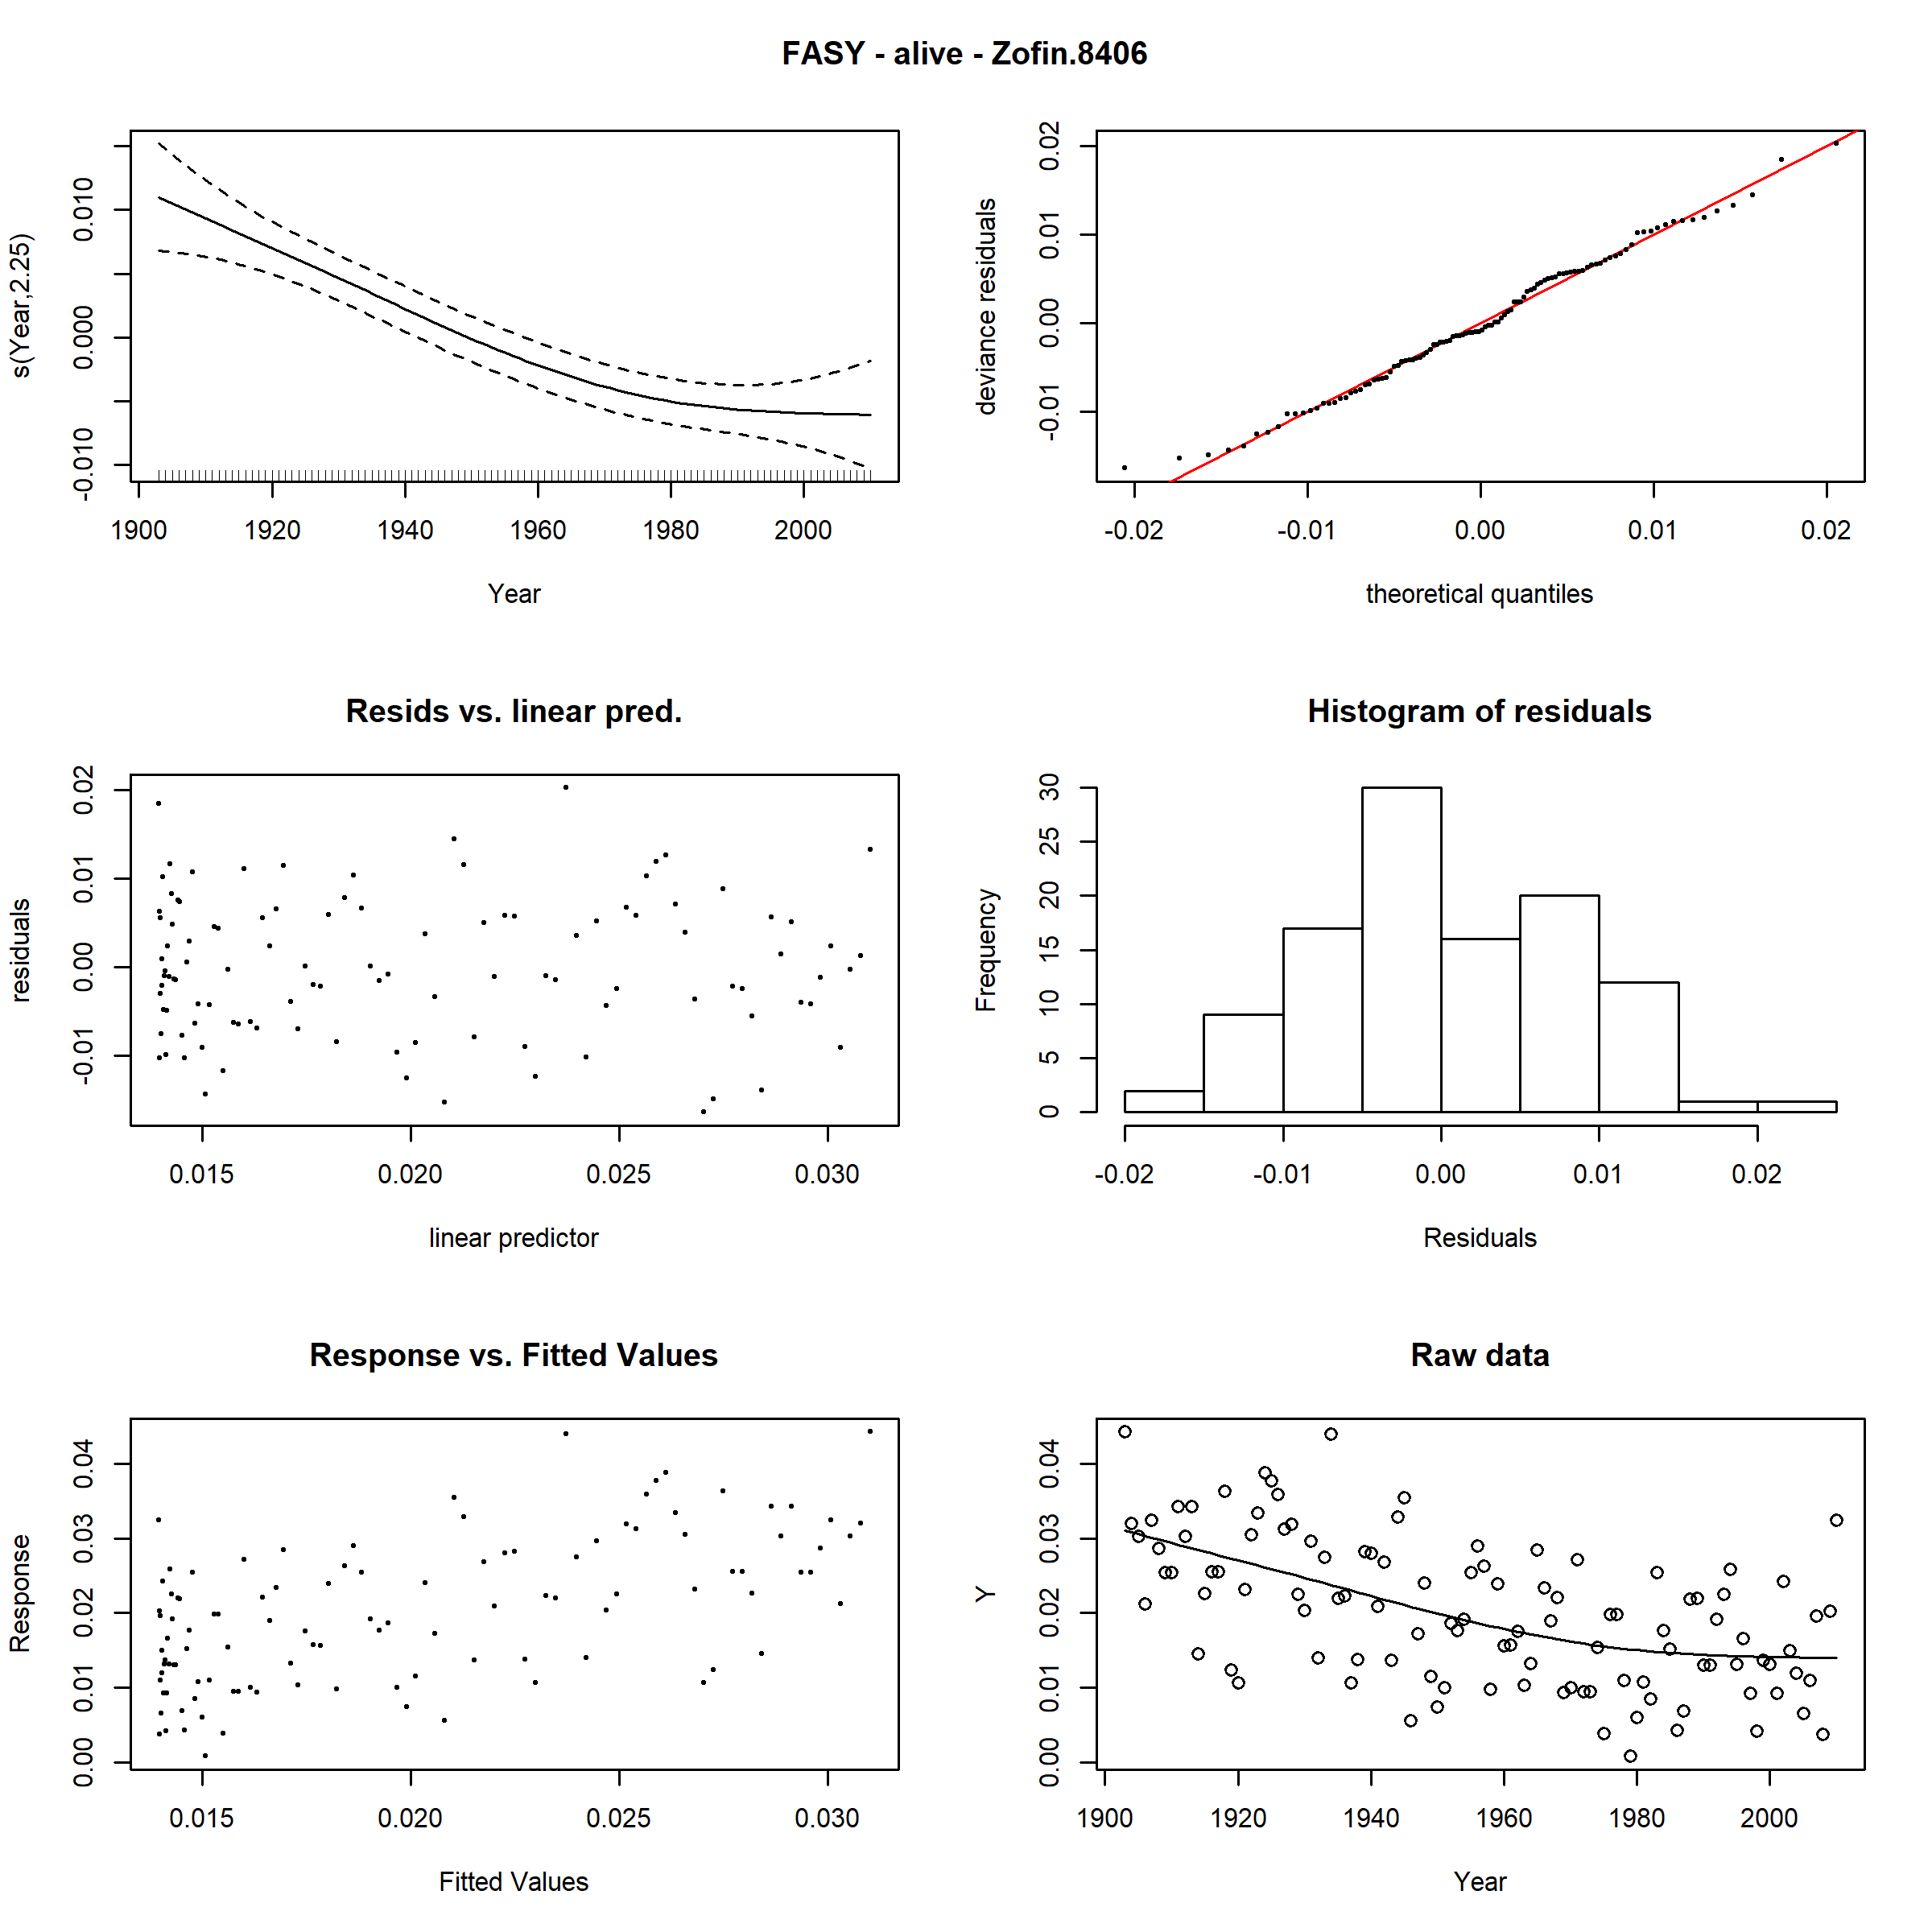 FASY - alive - Zofin.8406
s(Year,2.25)
-0.010 0.000 0.010
1900 1920 1940 1960 1980 2000
Year
deviance residuals
-0.01 0.00 0.01 0.02
-0.02 -0.01 0.00 0.01 0.02
theoretical quantiles
Resids vs. linear pred.
residuals
-0.01 0.00 0.01 0.02
0.015 0.020 0.025 0.030
linear predictor
Histogram of residuals
Frequency
0 5 10 15 20 25 30
-0.02 -0.01 0.00 0.01 0.02
Residuals
Response vs. Fitted Values
Response
0.00 0.01 0.02 0.03 0.04
0.015 0.020 0.025 0.030
Fitted Values
Raw data
Y
0.00 0.01 0.02 0.03 0.04
1900 1920 1940 1960 1980 2000
Year